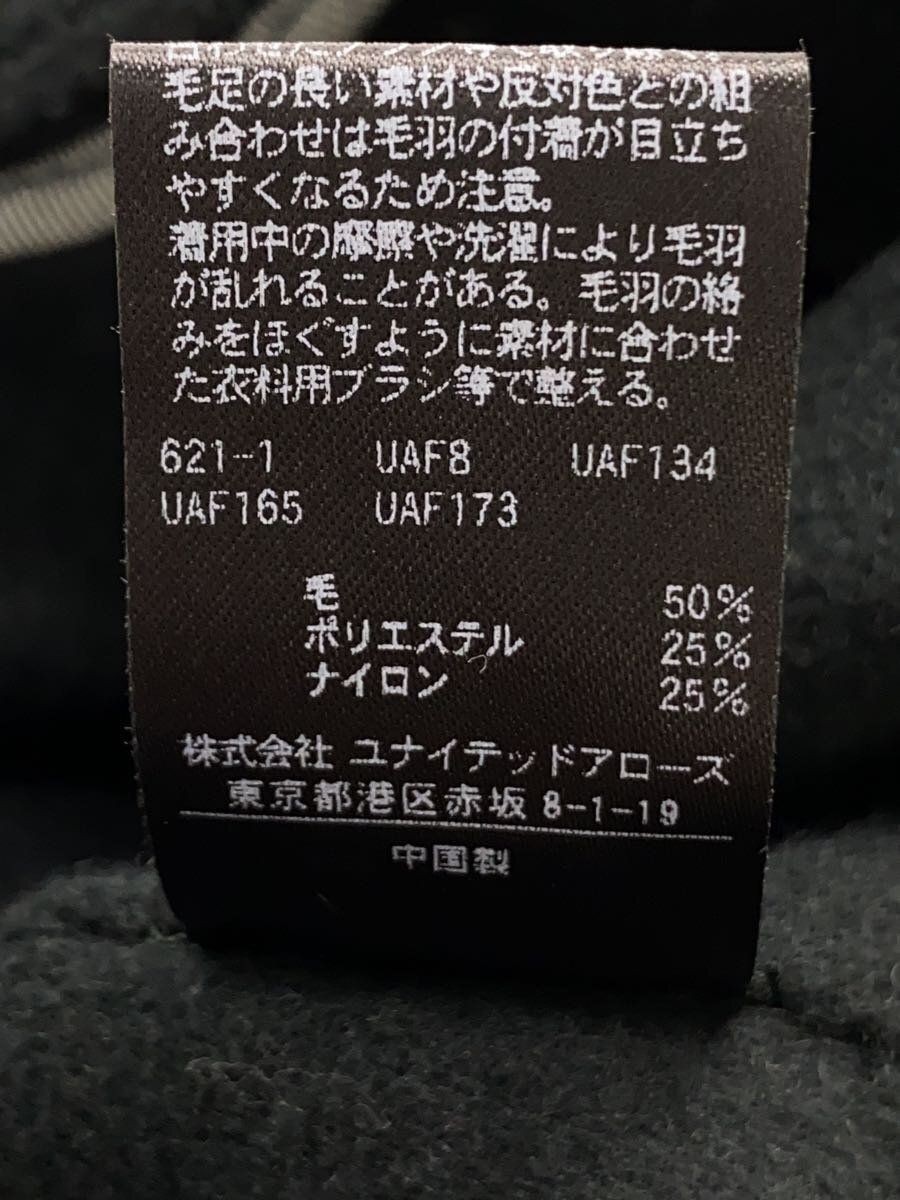 毛足の長い素材や反対色との組
み合わせは毛羽の付着が目立ち
やすくなるため注意。
着用中の摩擦や洗濯により毛羽
が乱れることがある。毛羽の絡
みをほぐすように素材に合わせ
た衣料用ブラシ等で整える。
621-1 UAF8 UAF134
UAF165 UAF173
毛 50%
ポリエステル 25%
ナイロン 25%
株式会社 ユナイテッドアローズ
東京都港区赤坂 8-1-19
中国製